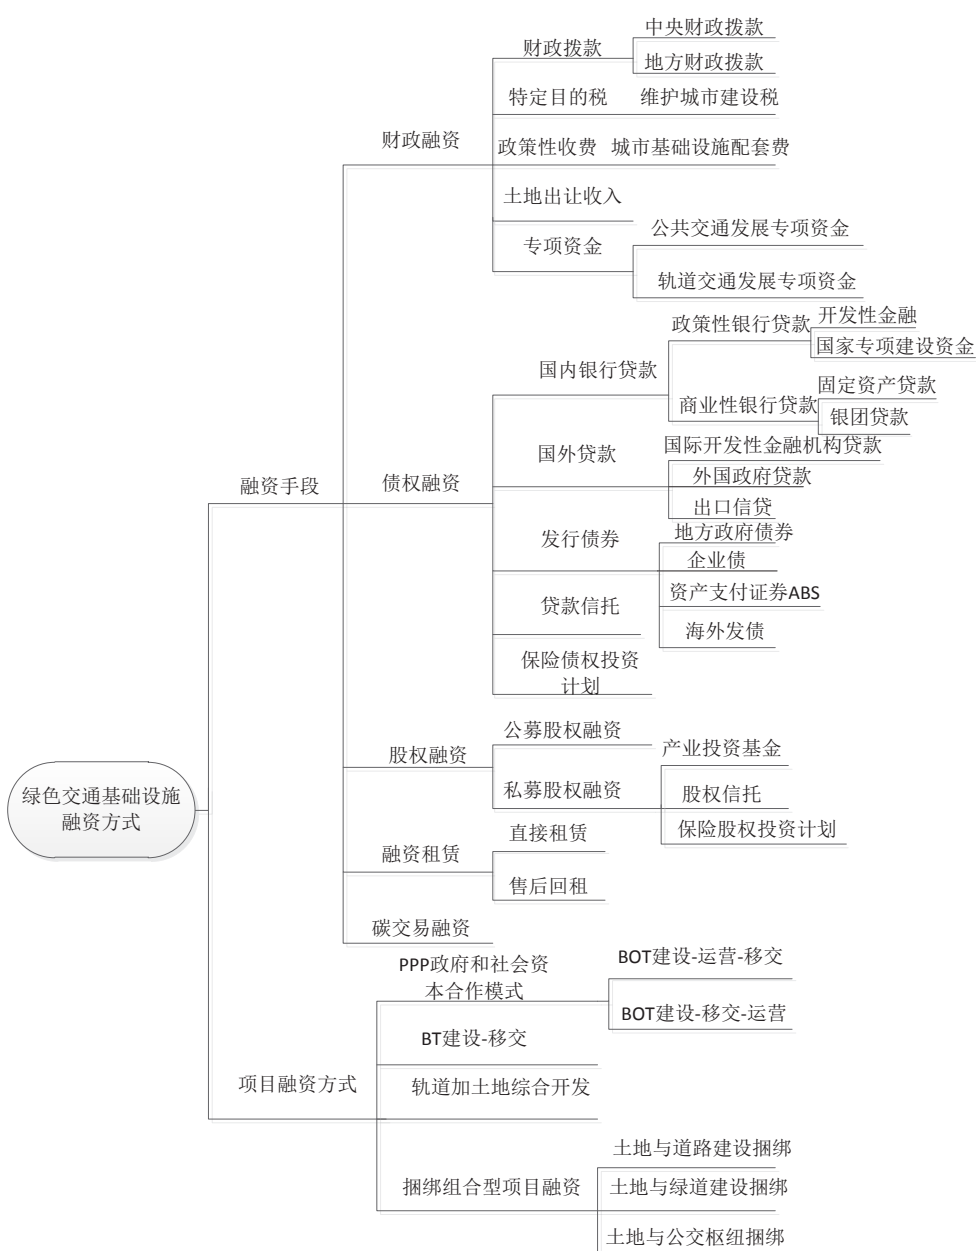 中央财政拨款
财政拨款
地方财政拨款
特定目的税
维护城市建设税
财政融资
政策性收费
城市基础设施配套费
土地出让收入
专项资金
公共交通发展专项资金
轨道交通发展专项资金
开发性金融
政策性银行贷款
国家专项建设资金
国内银行贷款
固定资产贷款
商业性银行贷款
银团贷款
国际开发性金融机构贷款
国外贷款
外国政府贷款
融资手段
债权融资
出口信贷
地方政府债券
发行债券
企业债
资产支付证券ABS
贷款信托
海外发债
保险债权投资
计划
公募股权融资
股权融资
产业投资基金
私募股权融资
股权信托
绿色交通基础设施
融资方式
保险股权投资计划
直接租赁
融资租赁
售后回租
碳交易融资
PPP政府和社会资
本合作模式
BOT建设-运营-移交
BOT建设-移交-运营
BT建设-移交
项目融资方式
轨道加土地综合开发
土地与道路建设捆绑
捆绑组合型项目融资
土地与绿道建设捆绑
土地与公交枢纽捆绑